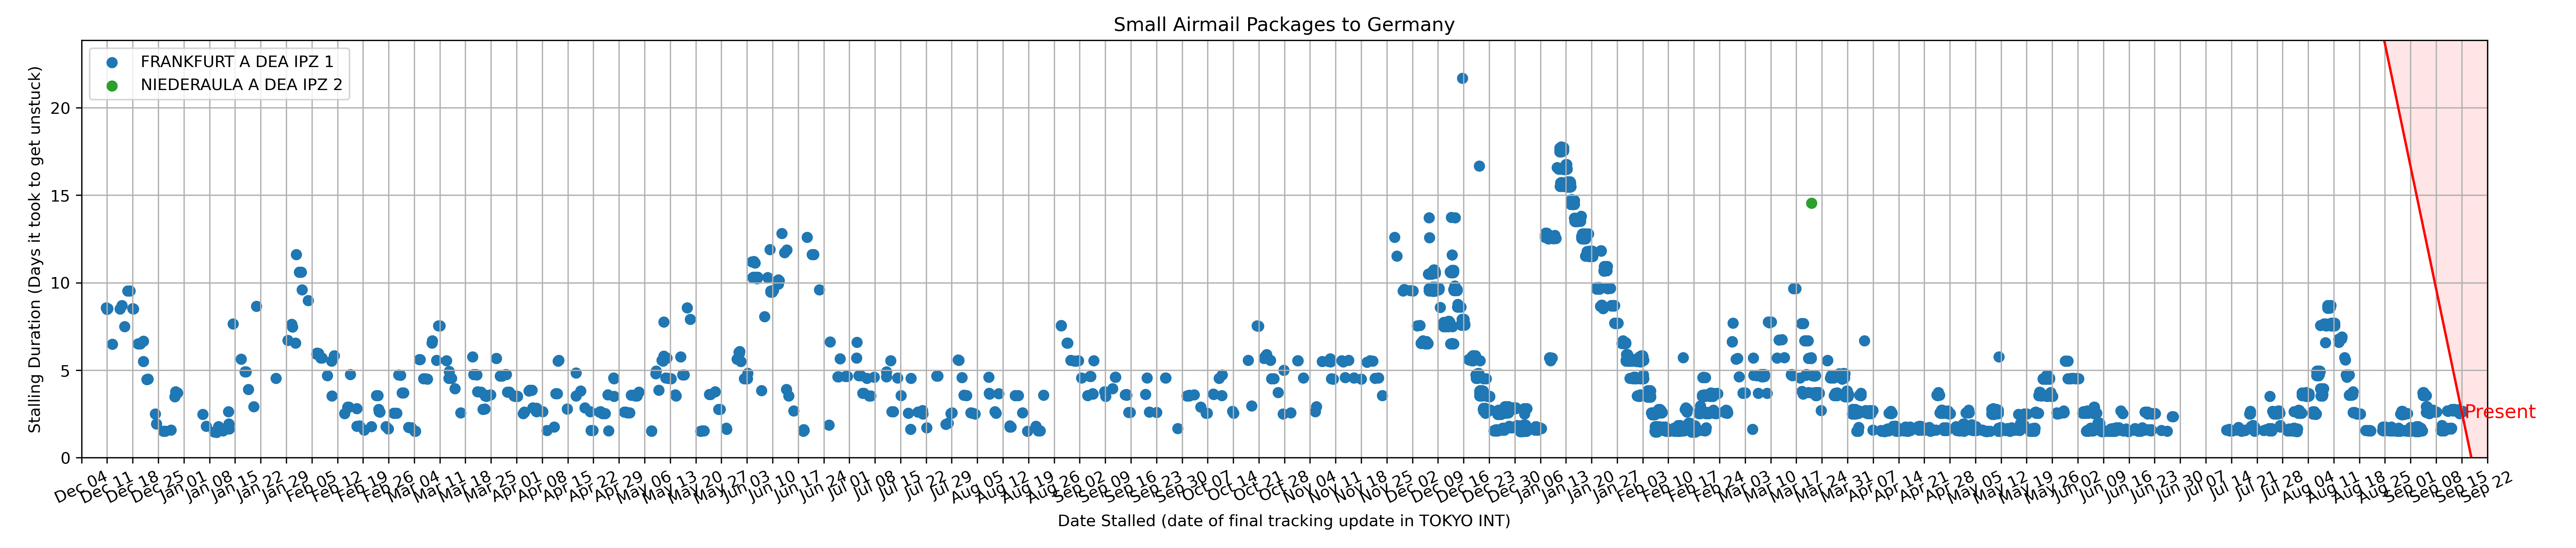 Small Airmail Packages to Germany
FRANKFURT A DEA IPZ 1
NIEDERAULA A DEA IPZ 2
Stalling Duration (Days it took to get unstuck)
20
15
10
5
0
Present
Dec 04 Dec 11 Dec 18 Dec 25 Jan 01 Jan 08 Jan 15 Jan 22 Jan 29 Feb 05 Feb 12 Feb 19 Feb 26 Mar 04 Mar 11 Mar 18 Mar 25 Apr 01 Apr 08 Apr 15 Apr 22 Apr 29 May 06 May 13 May 20 May 27 Jun 03 Jun 10 Jun 17 Jun 24 Jul 01 Jul 08 Jul 15 Jul 22 Jul 29 Aug 05 Aug 12 Aug 19 Aug 26 Sep 02 Sep 09 Sep 16 Sep 23 Sep 30 Oct 07 Oct 14 Oct 21 Oct 28 Nov 04 Nov 11 Nov 18 Nov 25 Dec 02 Dec 09 Dec 16 Dec 23 Dec 30 Jan 06 Jan 13 Jan 20 Jan 27 Feb 03 Feb 10 Feb 17 Feb 24 Mar 03 Mar 10 Mar 17 Mar 24 Mar 31 Apr 07 Apr 14 Apr 21 Apr 28 May 05 May 12 May 19 May 26 Jun 02 Jun 09 Jun 16 Jun 23 Jun 30 Jul 07 Jul 14 Jul 21 Jul 28 Aug 04 Aug 11 Aug 18 Aug 25 Sep 01 Sep 08 Sep 15 Sep 22
Date Stalled (date of final tracking update in TOKYO INT)